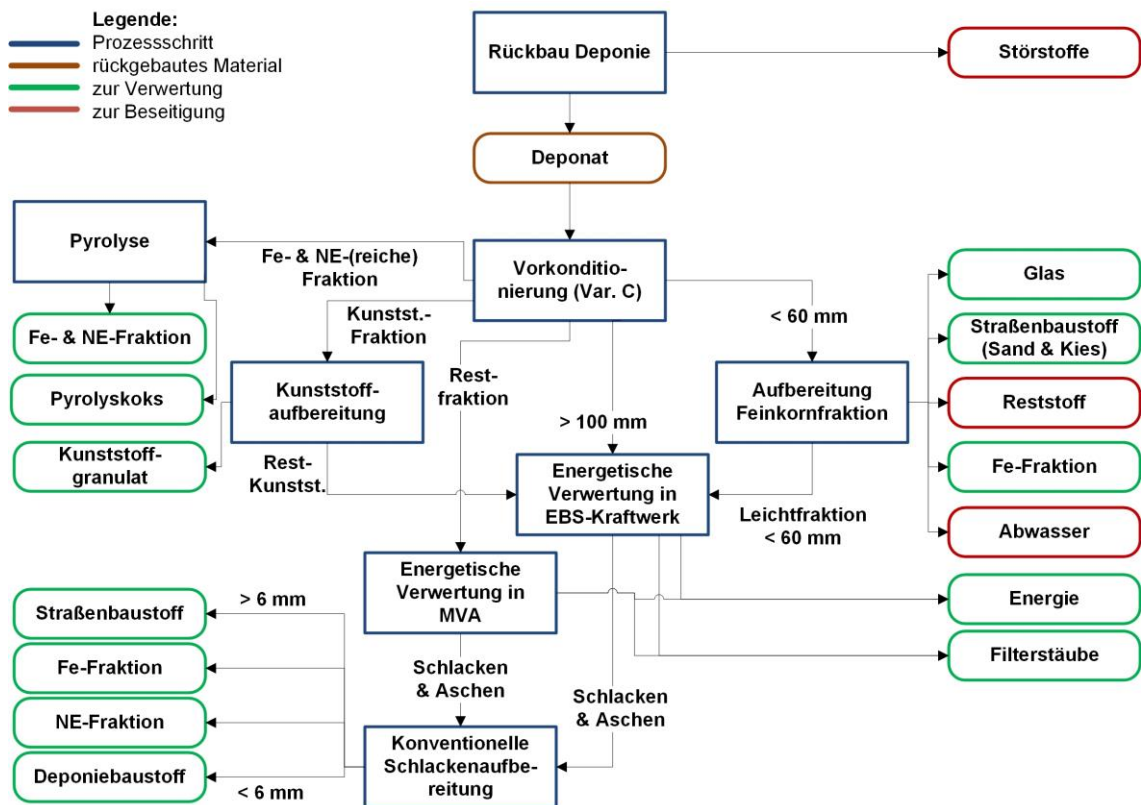 Legende:
Prozessschritt
rückgebautes Material
zur Verwertung
zur Beseitigung
Rückbau Deponie
Störstoffe
Deponat
Pyrolyse
Fe- & NE-(reiche)
Fraktion
Vorkonditio-
nierung (Var. C)
Glas
Kunstst.-
Fraktion
< 60 mm
Fe- & NE-Fraktion
Straßenbaustoff
(Sand & Kies)
Pyrolyskoks
Kunststoff-
aufbereitung
Rest-
fraktion
Aufbereitung
Feinkornfraktion
Reststoff
> 100 mm
Kunststoff-
granulat
Rest-
Kunstst.
Energetische
Verwertung in
EBS-Kraftwerk
Fe-Fraktion
Leichtfraktion
< 60 mm
Abwasser
Energetische
Verwertung in
MVA
> 6 mm
Straßenbaustoff
Energie
Fe-Fraktion
Schlacken
& Aschen
Schlacken
& Aschen
Filterstäube
NE-Fraktion
Konventionelle
Schlackenaufbe-
reitung
Deponiebaustoff
< 6 mm